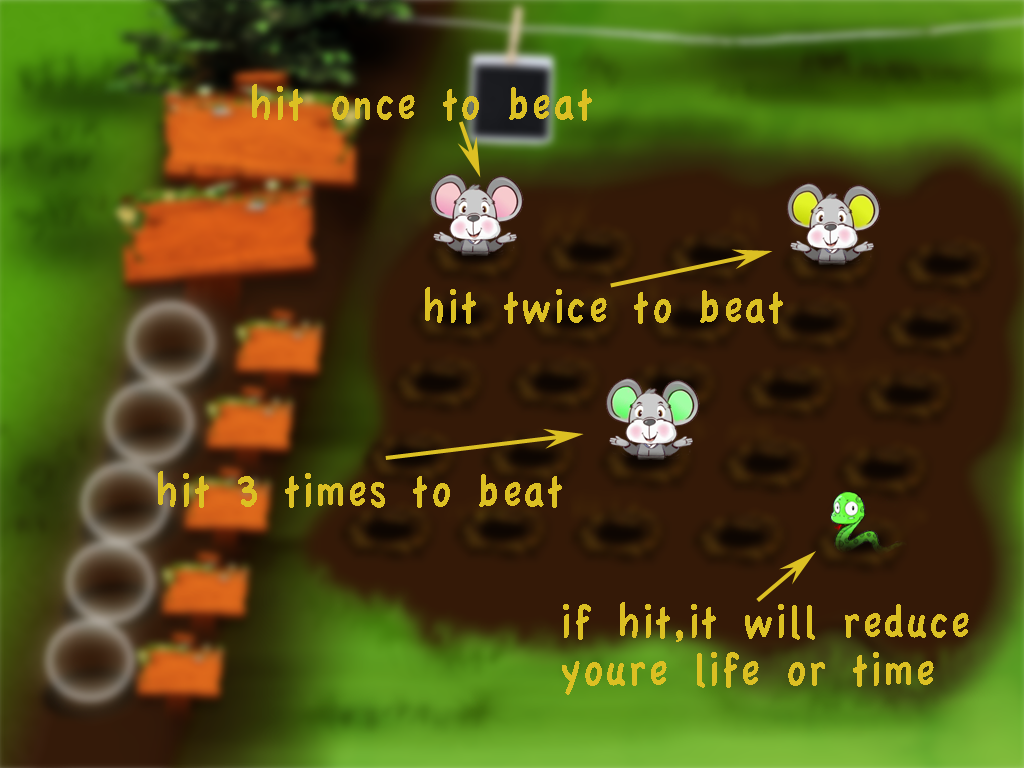 hit once to beat
hit twice to beat
hit 3 times to beat
if hit,it will reduce
youre life or time